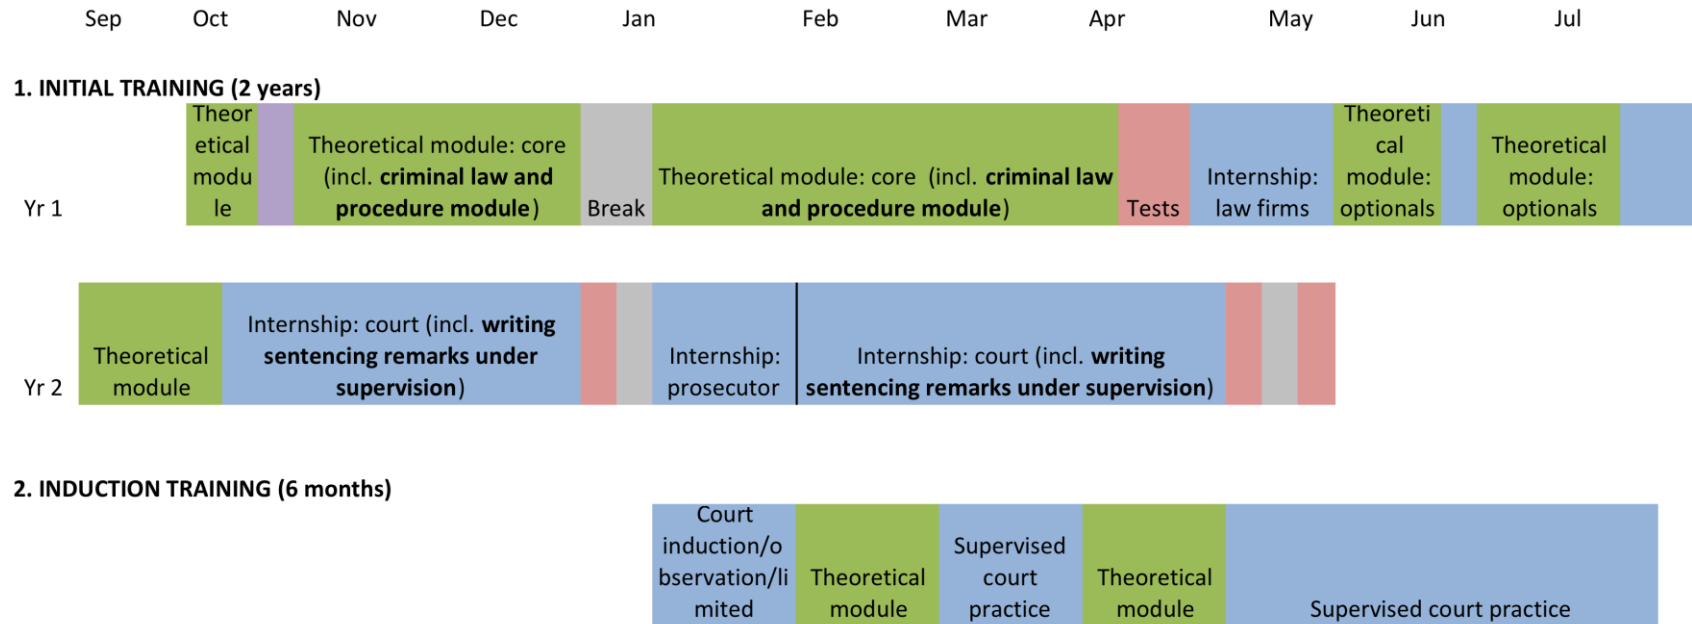 Sep Oct Nov Dec Jan Feb Mar Apr May Jun Jul
1. INITIAL TRAINING (2 years)
Yr 1
Theor
etical
modu
le
Theoretical module: core
(incl. criminal law and
procedure module)
Break
Theoretical module: core (incl. criminal law
and procedure module)
Tests
Internship:
law firms
Theoreti
cal
module:
optionals
Theoretical
module:
optionals
Yr 2
Theoretical
module
Internship: court (incl. writing
sentencing remarks under
supervision)
Internship:
prosecutor
Internship: court (incl. writing
sentencing remarks under supervision)
2. INDUCTION TRAINING (6 months)
Court
induction/o
bservation/li
mited
Theoretical
module
Supervised
court
practice
Theoretical
module
Supervised court practice